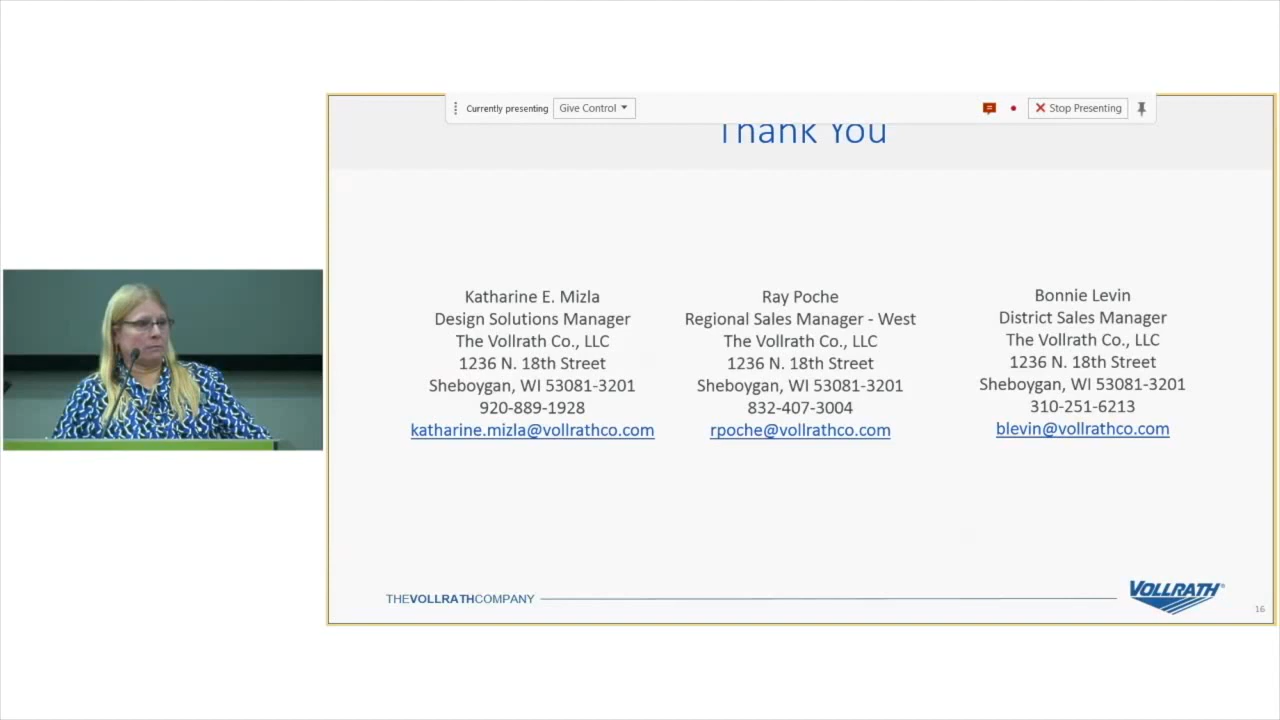 Currently presenting Give Control
Stop Presenting
Thank You
Katharine E. Mizla
Design Solutions Manager
The Vollrath Co., LLC
1236 N. 18th Street
Sheboygan, WI 53081-3201
920-889-1928
katharine.mizla@vollrathco.com
Ray Poche
Regional Sales Manager - West
The Vollrath Co., LLC
1236 N. 18th Street
Sheboygan, WI 53081-3201
832-407-3004
rpoche@vollrathco.com
Bonnie Levin
District Sales Manager
The Vollrath Co., LLC
1236 N. 18th Street
Sheboygan, WI 53081-3201
310-251-6213
blevin@vollrathco.com
THEVOLLRATHCOMPANY
VOLLRATH®
16